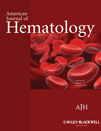 American
Journal of
Hematology
AJH
WILEY-BLACKWELL